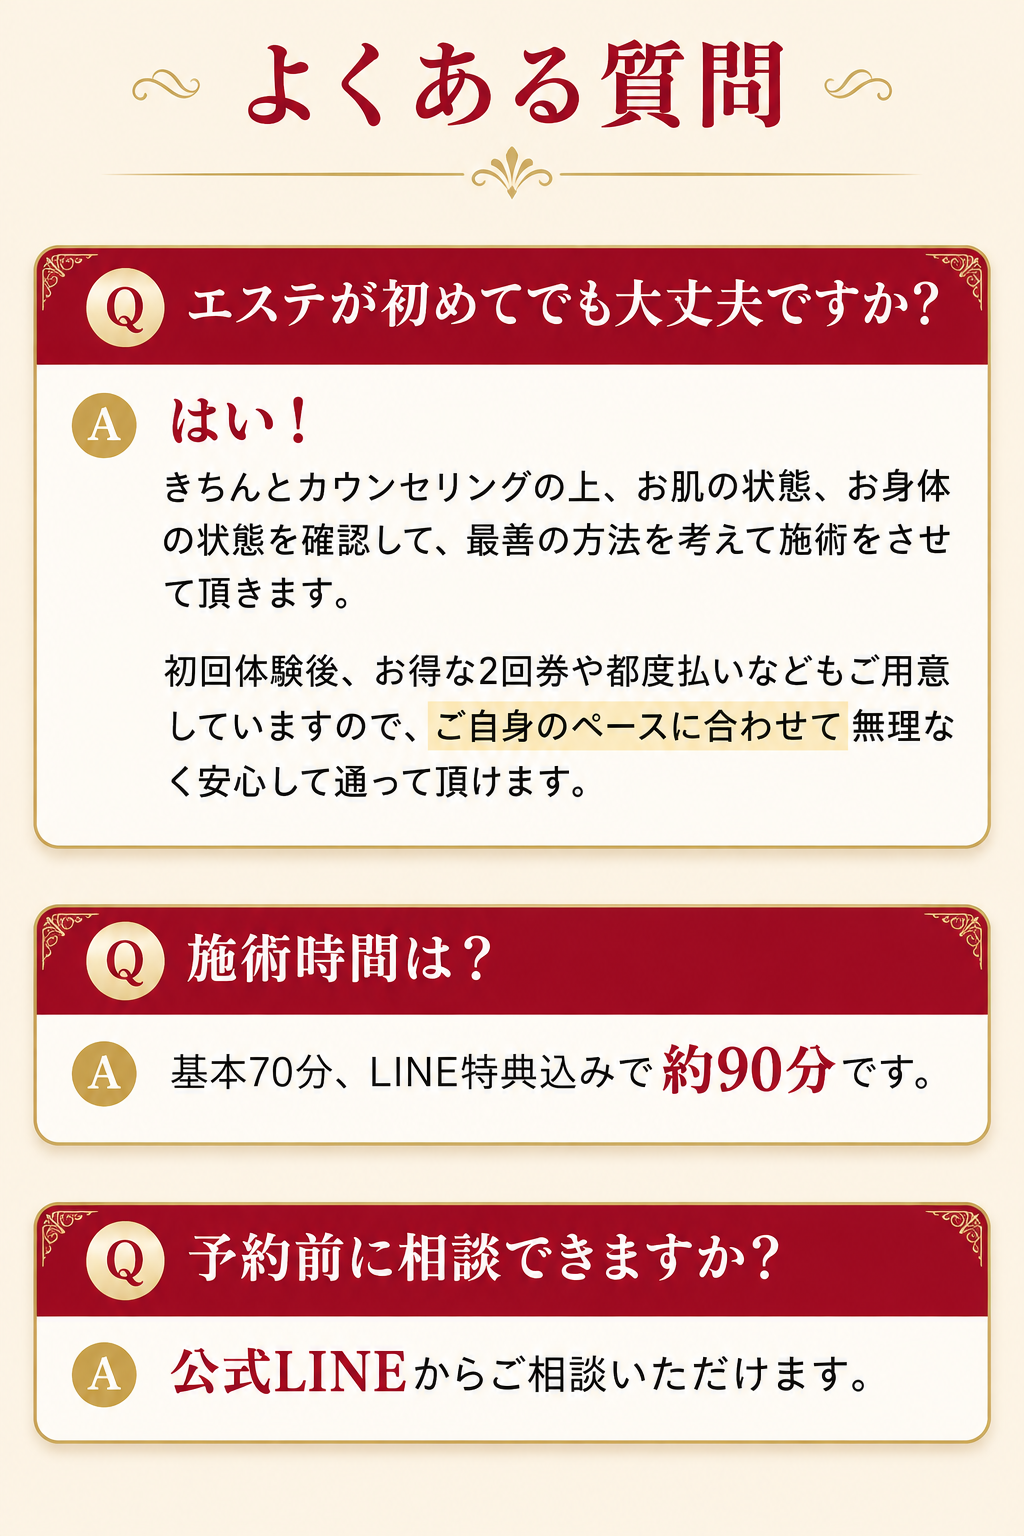 よくある質問
Q エステが初めてでも大丈夫ですか？
A はい！
きちんとカウンセリングの上、お肌の状態、お身体
の状態を確認して、最善の方法を考えて施術をさせ
て頂きます。
初回体験後、お得な2回券や都度払いなどもご用意
していますので、ご自身のペースに合わせて無理な
く安心して通って頂けます。
Q 施術時間は？
A 基本70分、LINE特典込みで約90分です。
Q 予約前に相談できますか？
A 公式LINEからご相談いただけます。